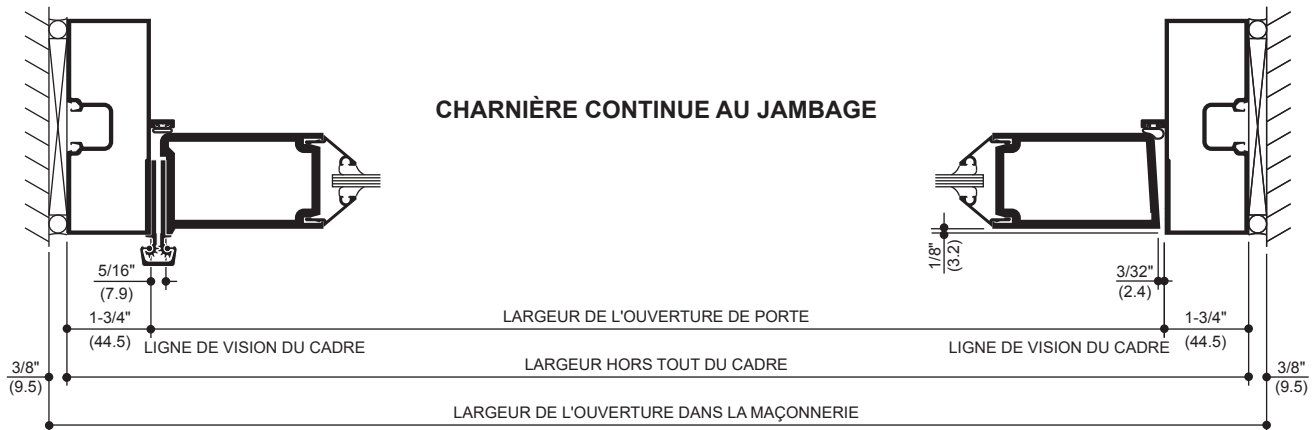 CHARNIÈRE CONTINUE AU JAMBAGE
1/8"
(3.2)
5/16"
(7.9)
3/32"
(2.4)
1-3/4"
(44.5)
LARGEUR DE L'OUVERTURE DE PORTE
1-3/4"
(44.5)
LIGNE DE VISION DU CADRE
LIGNE DE VISION DU CADRE
3/8"
(9.5)
LARGEUR HORS TOUT DU CADRE
3/8"
(9.5)
LARGEUR DE L'OUVERTURE DANS LA MAÇONNERIE